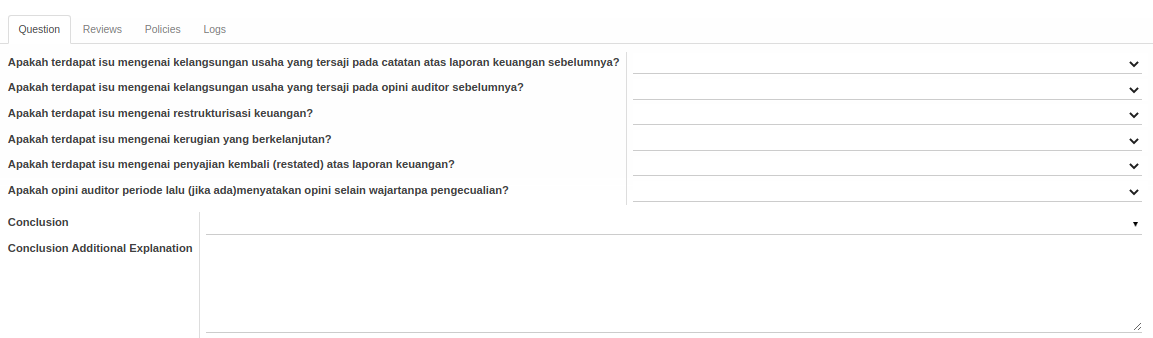 Question Reviews Policies Logs
Apakah terdapat isu mengenai kelangsungan usaha yang tersaji pada catatan atas laporan keuangan sebelumnya?
Apakah terdapat isu mengenai kelangsungan usaha yang tersaji pada opini auditor sebelumnya?
Apakah terdapat isu mengenai restrukturisasi keuangan?
Apakah terdapat isu mengenai kerugian yang berkelanjutan?
Apakah terdapat isu mengenai penyajian kembali (restated) atas laporan keuangan?
Apakah opini auditor periode lalu (jika ada)menyatakan opini selain wajartanpa pengecualian?
Conclusion
Conclusion Additional Explanation